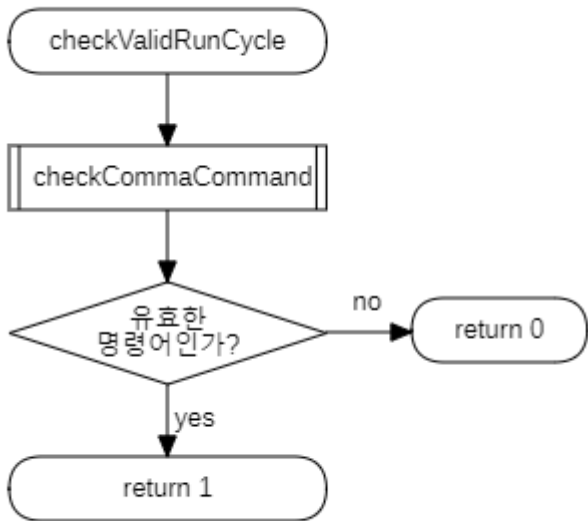 checkValidRunCycle
checkCommaCommand
유효한
명령어인가?
no
return 0
yes
return 1